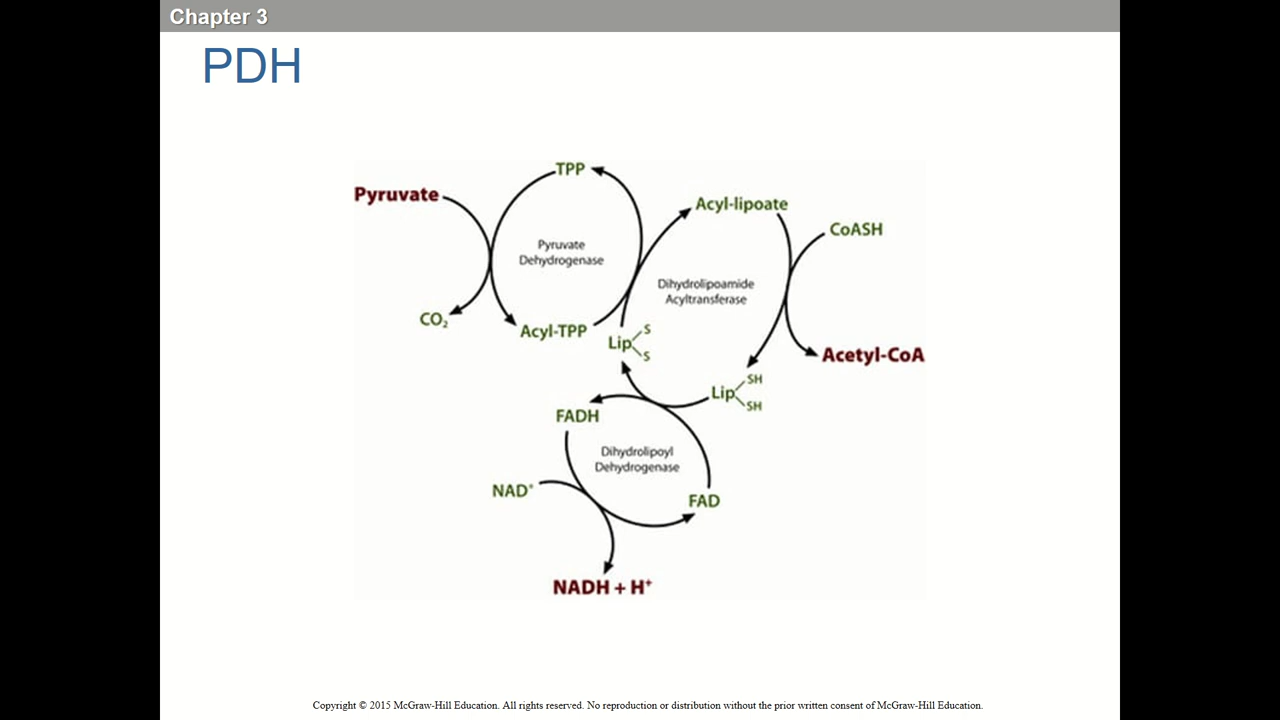 Chapter 3
PDH
TPP
Pyruvate
Acyl-lipoate
CoASH
Pyruvate
Dehydrogenase
Dihydrolipoamide
Acyltransferase
CO₂
Acyl-TPP
Lip
S
S
Acetyl-CoA
Lip
SH
SH
FADH
Dihydrolipoyl
Dehydrogenase
NAD⁺
FAD
NADH + H⁺
Copyright © 2015 McGraw-Hill Education. All rights reserved. No reproduction or distribution without the prior written consent of McGraw-Hill Education.